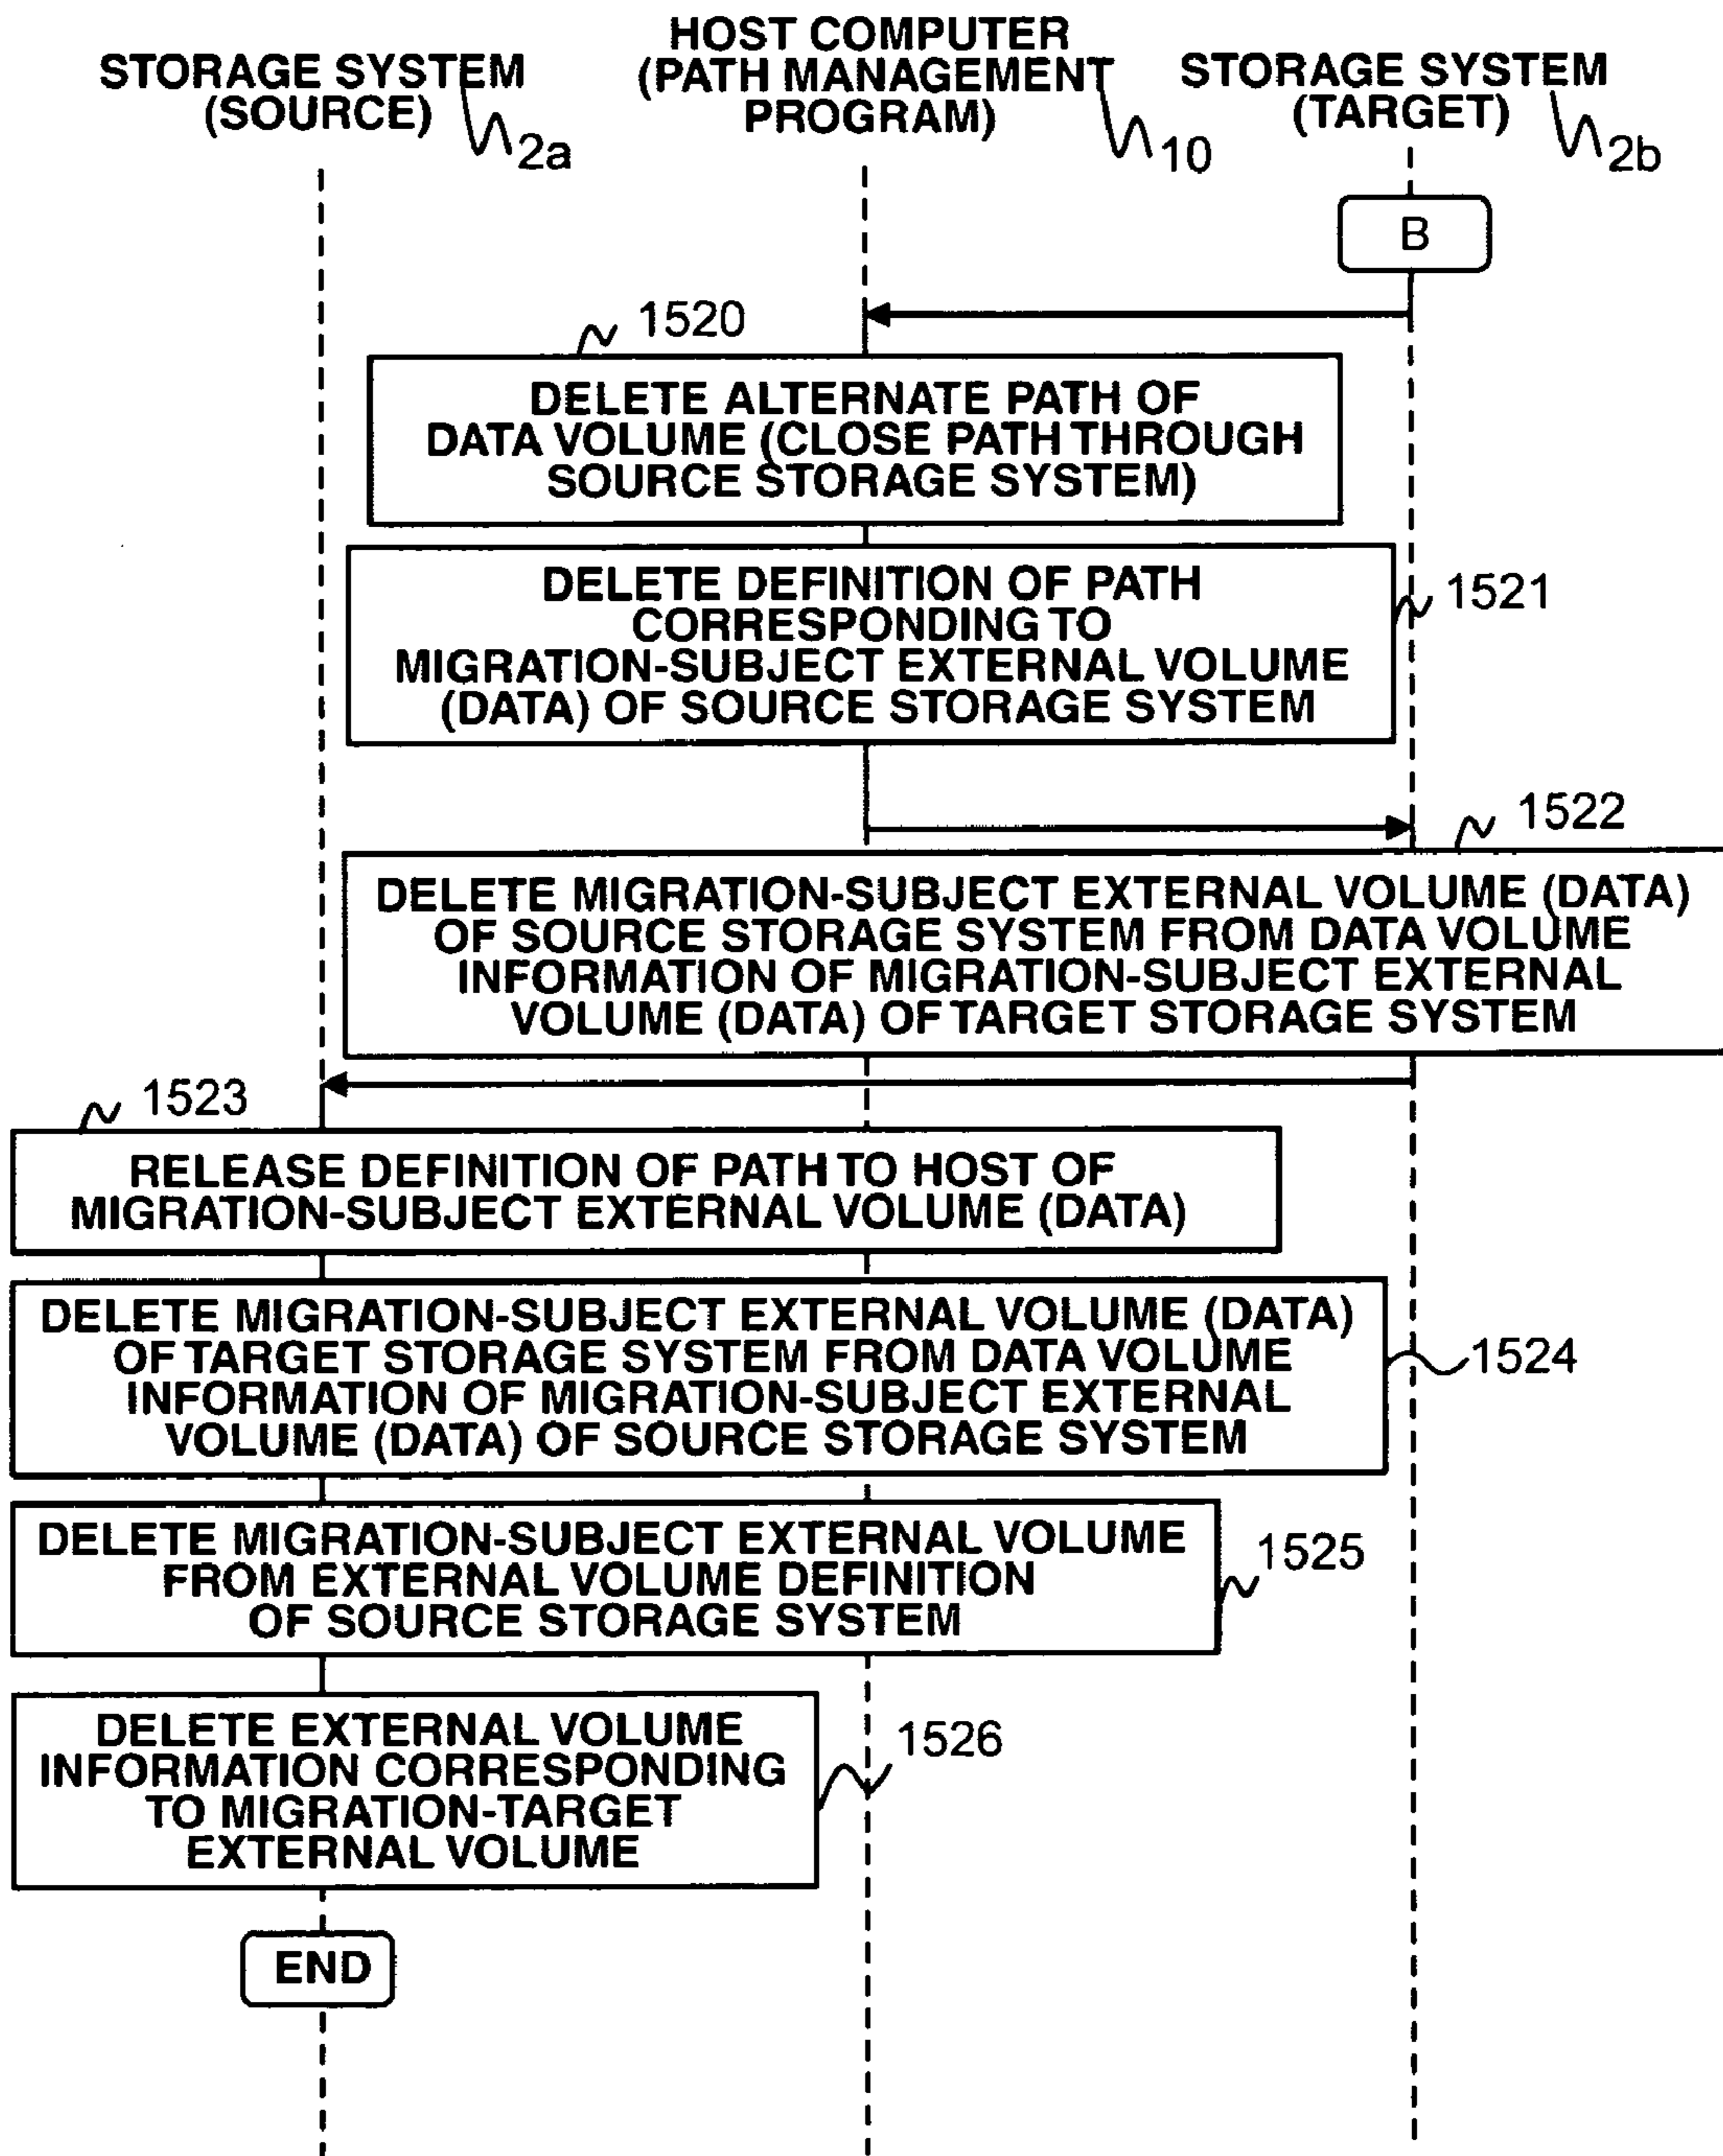 STORAGE SYSTEM
(SOURCE)
2a
HOST COMPUTER
(PATH MANAGEMENT
PROGRAM)
10
STORAGE SYSTEM
(TARGET)
2b
B
1520
DELETE ALTERNATE PATH OF
DATA VOLUME (CLOSE PATH THROUGH
SOURCE STORAGE SYSTEM)
DELETE DEFINITION OF PATH
CORRESPONDING TO
MIGRATION-SUBJECT EXTERNAL VOLUME
(DATA) OF SOURCE STORAGE SYSTEM
1521
1522
DELETE MIGRATION-SUBJECT EXTERNAL VOLUME (DATA)
OF SOURCE STORAGE SYSTEM FROM DATA VOLUME
INFORMATION OF MIGRATION-SUBJECT EXTERNAL
VOLUME (DATA) OF TARGET STORAGE SYSTEM
1523
RELEASE DEFINITION OF PATH TO HOST OF
MIGRATION-SUBJECT EXTERNAL VOLUME (DATA)
DELETE MIGRATION-SUBJECT EXTERNAL VOLUME (DATA)
OF TARGET STORAGE SYSTEM FROM DATA VOLUME
INFORMATION OF MIGRATION-SUBJECT EXTERNAL
VOLUME (DATA) OF SOURCE STORAGE SYSTEM
1524
DELETE MIGRATION-SUBJECT EXTERNAL VOLUME
FROM EXTERNAL VOLUME DEFINITION
OF SOURCE STORAGE SYSTEM
1525
DELETE EXTERNAL VOLUME
INFORMATION CORRESPONDING
TO MIGRATION-TARGET
EXTERNAL VOLUME
1526
END